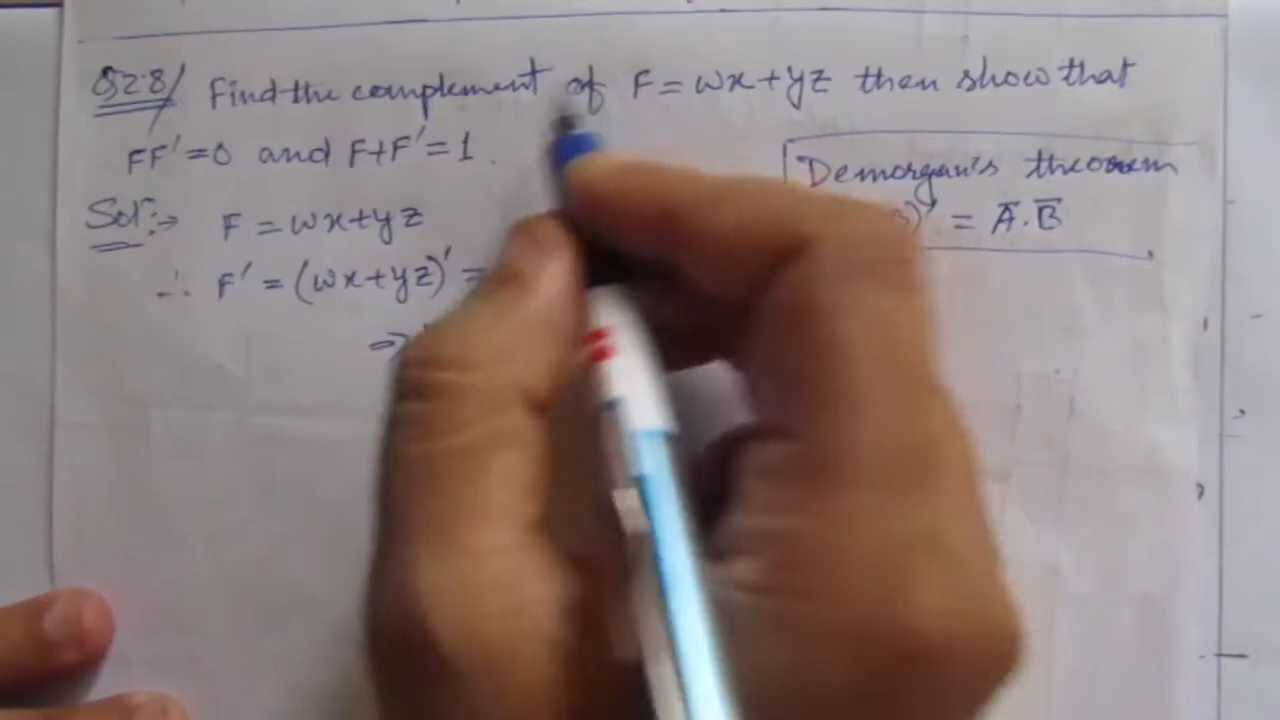 Q2.8/ Find the complement of F = wx+yz then show that
FF' = 0 and F+F' = 1.
Demorgan's theorem
)' = A̅.B̅
Sol:→ F = wx+yz
∴ F' = (wx+yz)' =
⇒